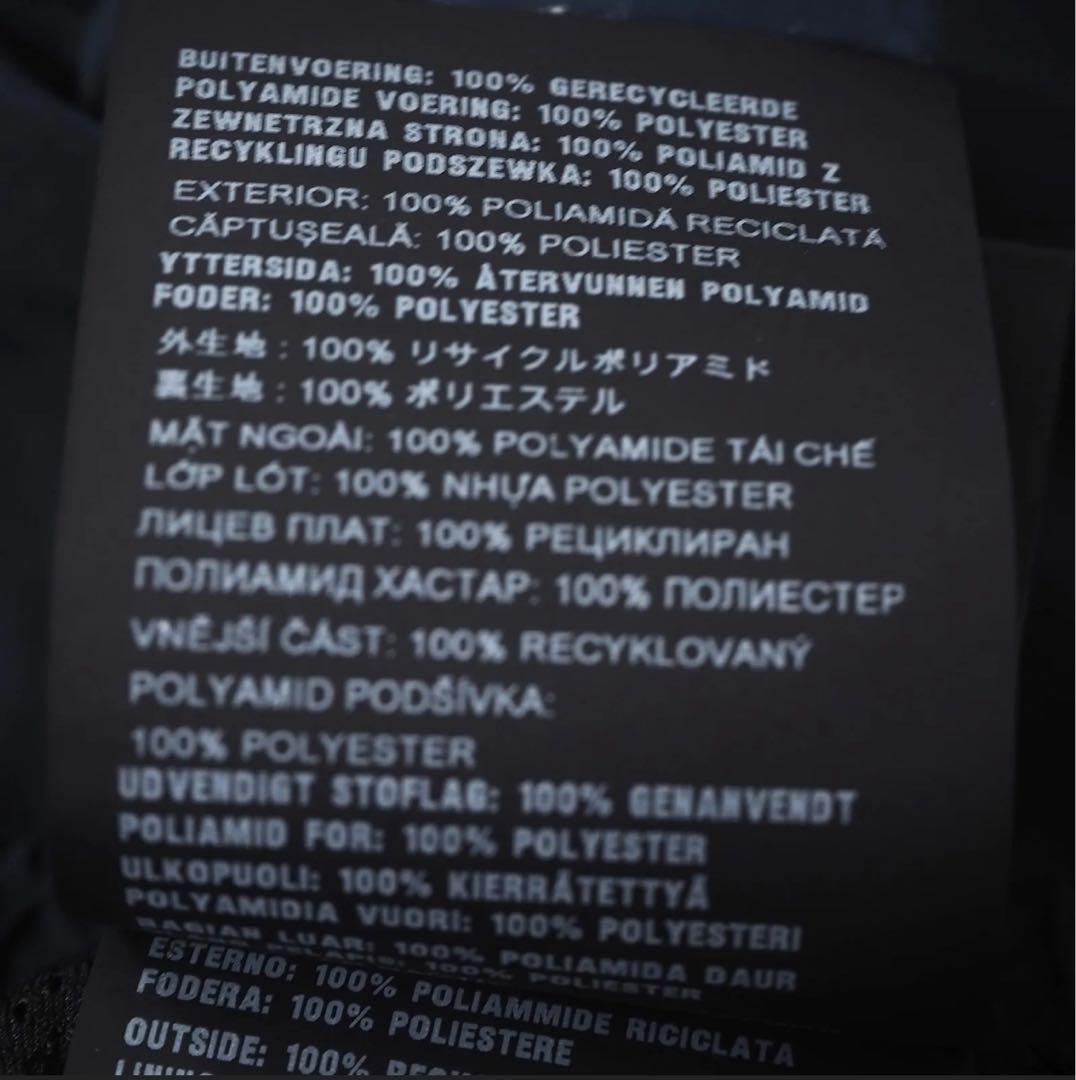 BUITENVOERING: 100% GERECYCLEERDE
POLYAMIDE VOERING: 100% POLYESTER
ZEWNETRZNA STRONA: 100% POLIAMID Z
RECYKLINGU PODSZEWKA: 100% POLIESTER
EXTERIOR: 100% POLIAMIDĂ RECICLATĂ
CĂPTUȘEALĂ: 100% POLIESTER
YTTERSIDA: 100% ÅTERVUNNEN POLYAMID
FODER: 100% POLYESTER
外生地：100% リサイクルポリアミド
裏生地：100% ポリエステル
MẶT NGOÀI: 100% POLYAMIDE TÁI CHẾ
LỚP LÓT: 100% NHỰA POLYESTER
ЛИЦЕВ ПЛАТ: 100% РЕЦИКЛИРАН
ПОЛИАМИД ХАСТАР: 100% ПОЛИЕСТЕР
VNĚJŠÍ ČÁST: 100% RECYKLOVANÝ
POLYAMID PODŠÍVKA:
100% POLYESTER
UDVENDIGT STOFLAG: 100% GENANVENDT
POLIAMID FOR: 100% POLYESTER
ULKOPUOLI: 100% KIERRÄTETTYÄ
POLYAMIDIA VUORI: 100% POLYESTERI
BAGIAN LUAR: 100% POLIAMIDA DAUR
100% POLIESTER
ESTERNO: 100% POLIAMMIDE RICICLATA
FODERA: 100% POLIESTERE
OUTSIDE: 100%